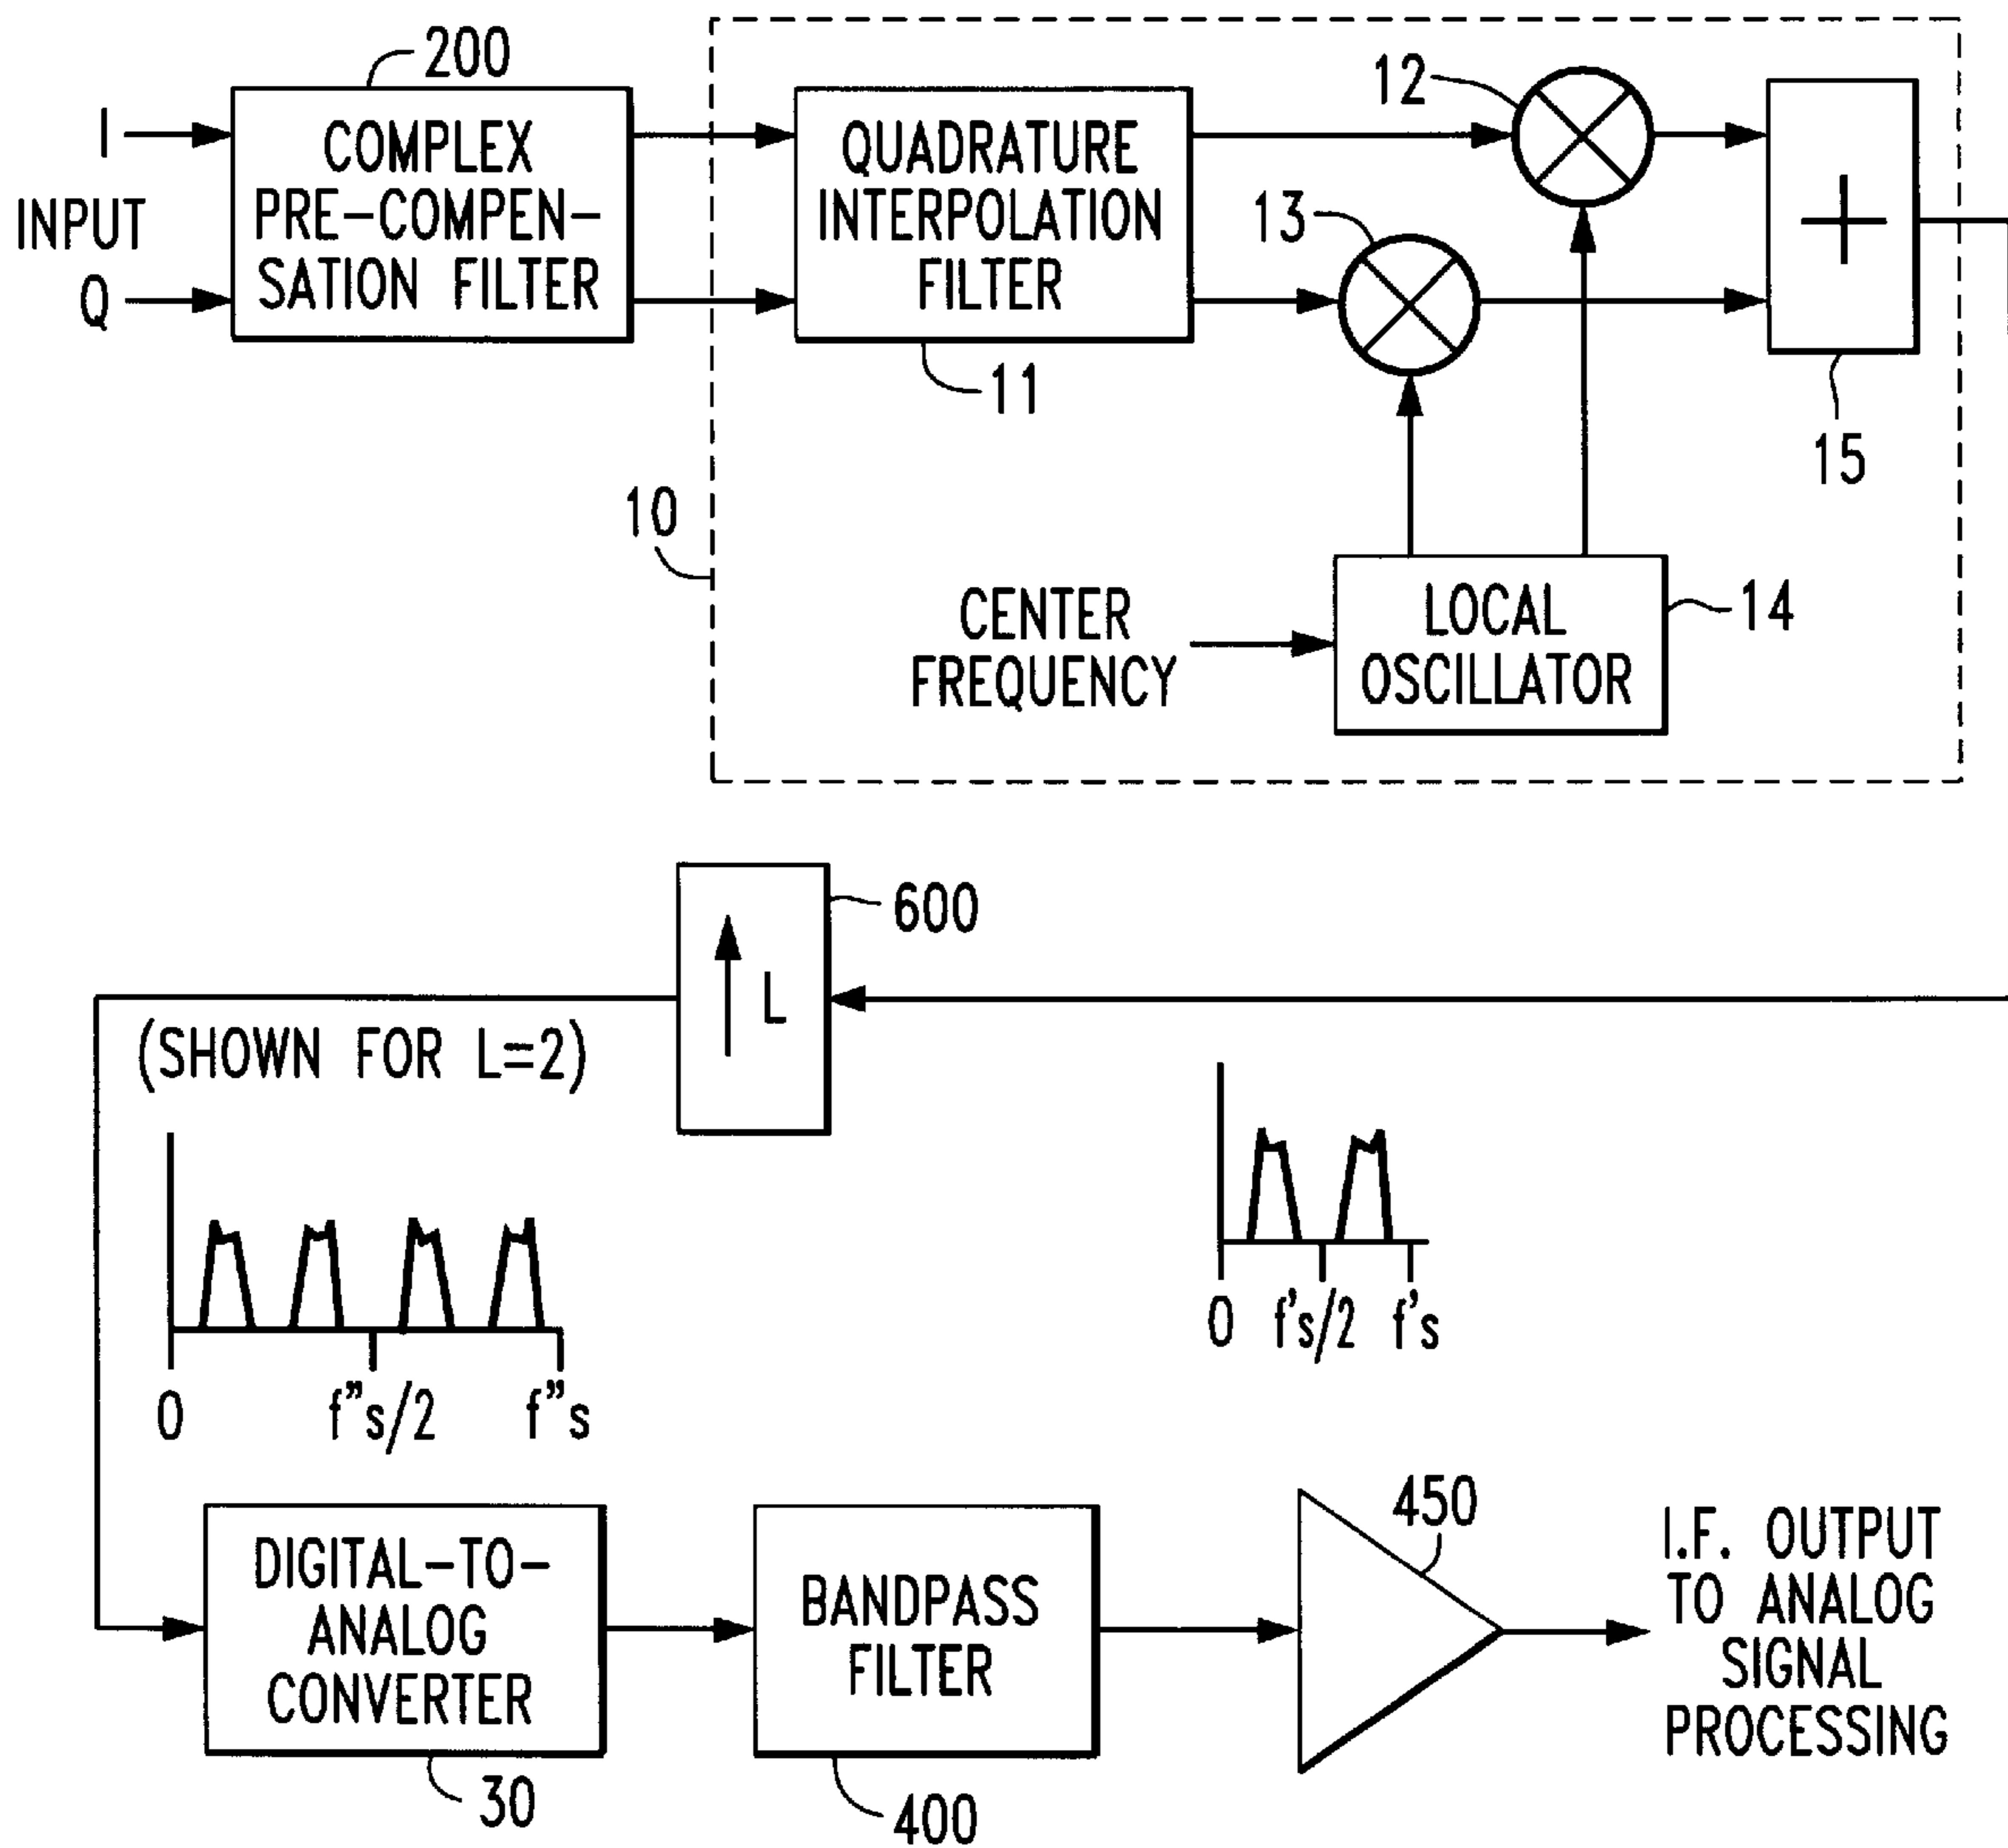 200
I
INPUT
Q
COMPLEX
PRE-COMPEN-
SATION FILTER
QUADRATURE
INTERPOLATION
FILTER
11
12
13
+
15
10
CENTER
FREQUENCY
LOCAL
OSCILLATOR
14
600
L
(SHOWN FOR L=2)
0 f"s/2 f"s
0 f's/2 f's
DIGITAL-TO-
ANALOG
CONVERTER
30
BANDPASS
FILTER
400
450
I.F. OUTPUT
TO ANALOG
SIGNAL
PROCESSING